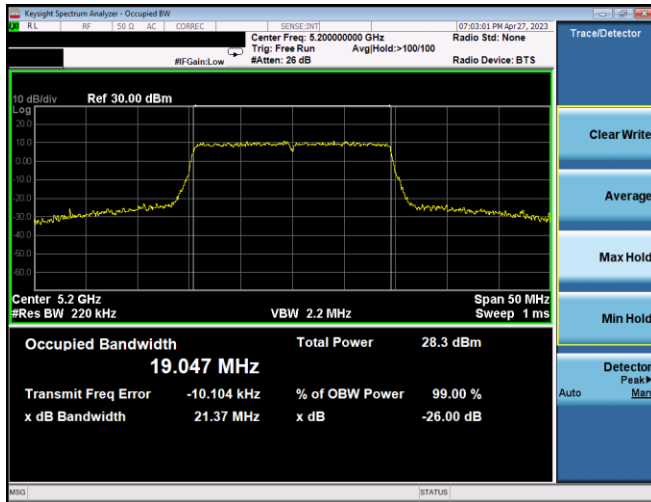 Keysight Spectrum Analyzer - Occupied BW
RL RF 50 Ω AC CORREC SENSE:INT 07:03:01 PM Apr 27, 2023
Center Freq: 5.200000000 GHz Radio Std: None
Trig: Free Run Avg|Hold:>100/100
#IFGain:Low #Atten: 26 dB Radio Device: BTS
10 dB/div Ref 30.00 dBm
Log
20.0
10.0
0.00
-10.0
-20.0
-30.0
-40.0
-50.0
-60.0
Center 5.2 GHz Span 50 MHz
#Res BW 220 kHz VBW 2.2 MHz Sweep 1 ms
Occupied Bandwidth Total Power 28.3 dBm
19.047 MHz
Transmit Freq Error -10.104 kHz % of OBW Power 99.00 %
x dB Bandwidth 21.37 MHz x dB -26.00 dB
MSG STATUS
Trace/Detector
Clear Write
Average
Max Hold
Min Hold
Detector
Peak▶
Auto Man